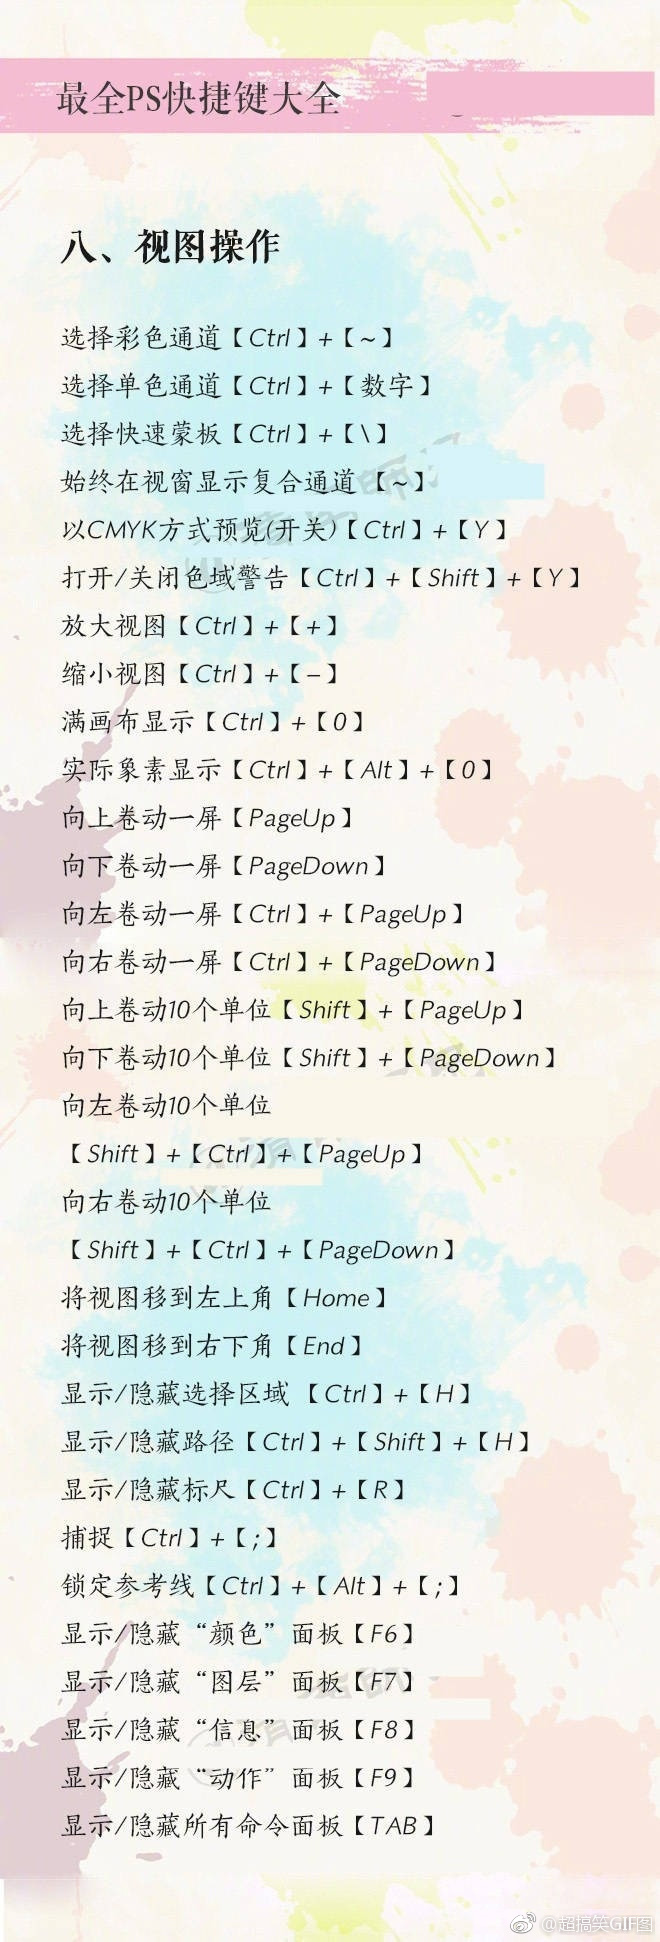 最全PS快捷键大全
八、视图操作
选择彩色通道【Ctrl】+【~】
选择单色通道【Ctrl】+【数字】
选择快速蒙板【Ctrl】+【\】
始终在视窗显示复合通道【~】
以CMYK方式预览(开关)【Ctrl】+【Y】
打开/关闭色域警告【Ctrl】+【Shift】+【Y】
放大视图【Ctrl】+【+】
缩小视图【Ctrl】+【-】
满画布显示【Ctrl】+【0】
实际象素显示【Ctrl】+【Alt】+【0】
向上卷动一屏【PageUp】
向下卷动一屏【PageDown】
向左卷动一屏【Ctrl】+【PageUp】
向右卷动一屏【Ctrl】+【PageDown】
向上卷动10个单位【Shift】+【PageUp】
向下卷动10个单位【Shift】+【PageDown】
向左卷动10个单位
【Shift】+【Ctrl】+【PageUp】
向右卷动10个单位
【Shift】+【Ctrl】+【PageDown】
将视图移到左上角【Home】
将视图移到右下角【End】
显示/隐藏选择区域 【Ctrl】+【H】
显示/隐藏路径【Ctrl】+【Shift】+【H】
显示/隐藏标尺【Ctrl】+【R】
捕捉【Ctrl】+【;】
锁定参考线【Ctrl】+【Alt】+【;】
显示/隐藏“颜色”面板【F6】
显示/隐藏“图层”面板【F7】
显示/隐藏“信息”面板【F8】
显示/隐藏“动作”面板【F9】
显示/隐藏所有命令面板【TAB】
@超搞笑GIF图